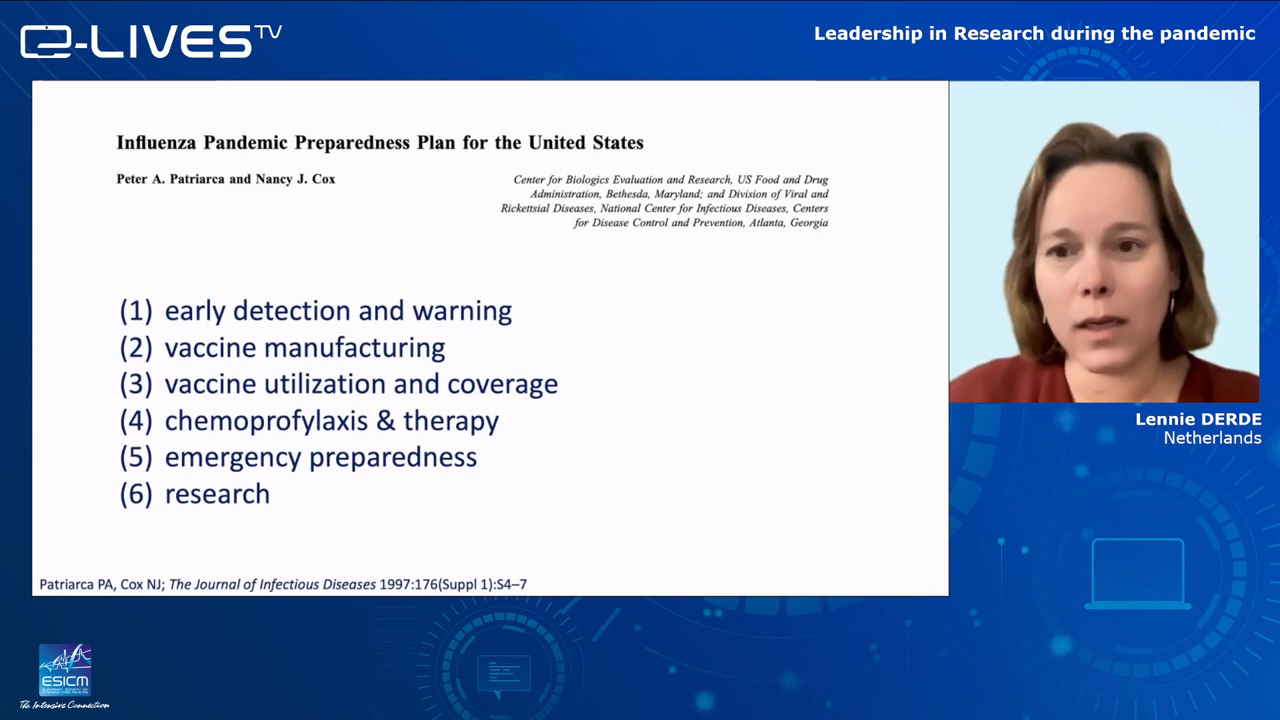 e-LIVES TV
Leadership in Research during the pandemic
Influenza Pandemic Preparedness Plan for the United States
Peter A. Patriarca and Nancy J. Cox
Center for Biologics Evaluation and Research, US Food and Drug
Administration, Bethesda, Maryland; and Division of Viral and
Rickettsial Diseases, National Center for Infectious Diseases, Centers
for Disease Control and Prevention, Atlanta, Georgia
(1) early detection and warning
(2) vaccine manufacturing
(3) vaccine utilization and coverage
(4) chemoprofylaxis & therapy
(5) emergency preparedness
(6) research
Patriarca PA, Cox NJ; The Journal of Infectious Diseases 1997:176(Suppl 1):S4–7
Lennie DERDE
Netherlands
ESICM
The Intensive Connection